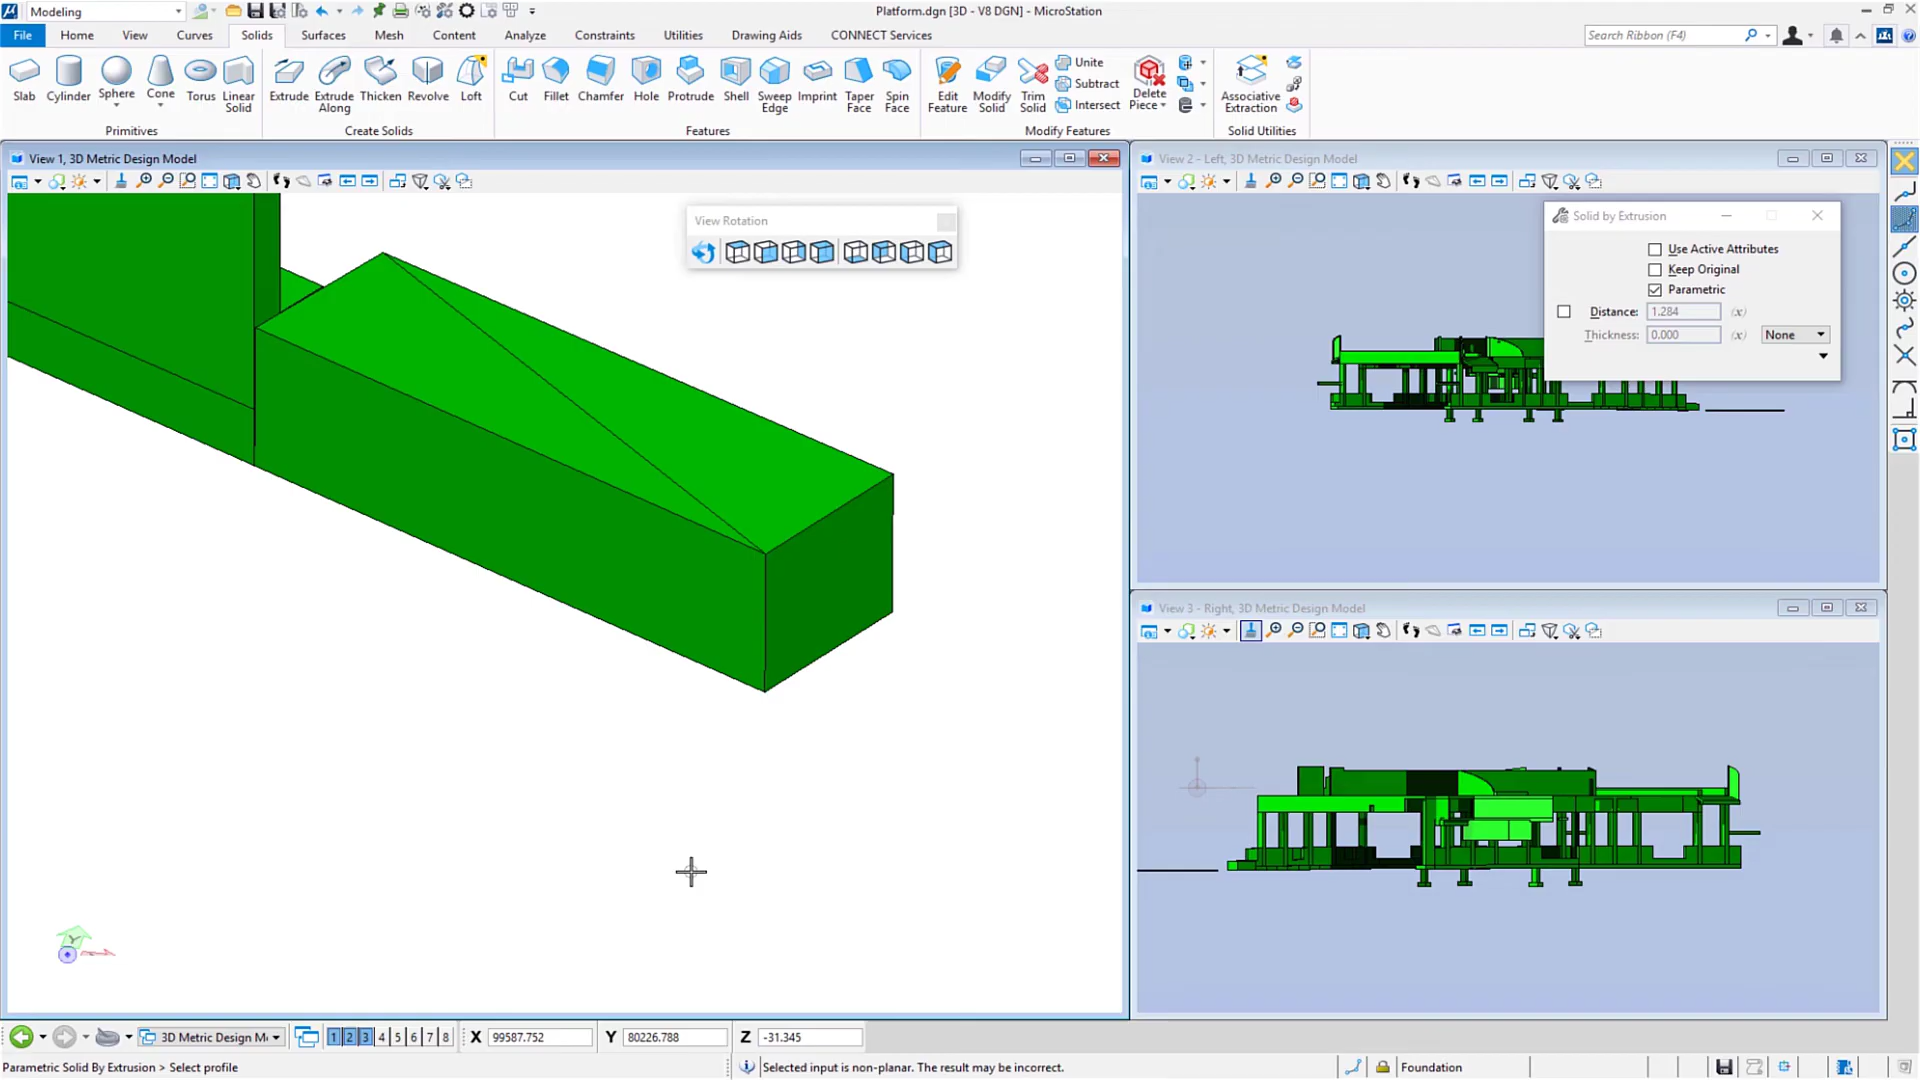 Modeling
Platform.dgn [3D - V8 DGN] - MicroStation
File Home View Curves Solids Surfaces Mesh Content Analyze Constraints Utilities Drawing Aids CONNECT Services
Search Ribbon (F4)
Slab Cylinder Sphere Cone Torus Linear Solid
Extrude Extrude Along Thicken Revolve Loft
Cut Fillet Chamfer Hole Protrude Shell Sweep Edge Imprint Taper Face Spin Face
Edit Feature Modify Solid Trim Solid
Unite
Subtract
Intersect
Delete Piece
Associative Extraction
Primitives Create Solids Features Modify Features Solid Utilities
View 1, 3D Metric Design Model
View Rotation
View 2 - Left, 3D Metric Design Model
Solid by Extrusion
Use Active Attributes
Keep Original
Parametric
Distance: 1.284 (x)
Thickness: 0.000 (x) None
View 3 - Right, 3D Metric Design Model
Y
3D Metric Design Mo 1 2 3 4 5 6 7 8 X 99587.752 Y 80226.788 Z -31.345
Parametric Solid By Extrusion > Select profile
Selected input is non-planar. The result may be incorrect.
Foundation